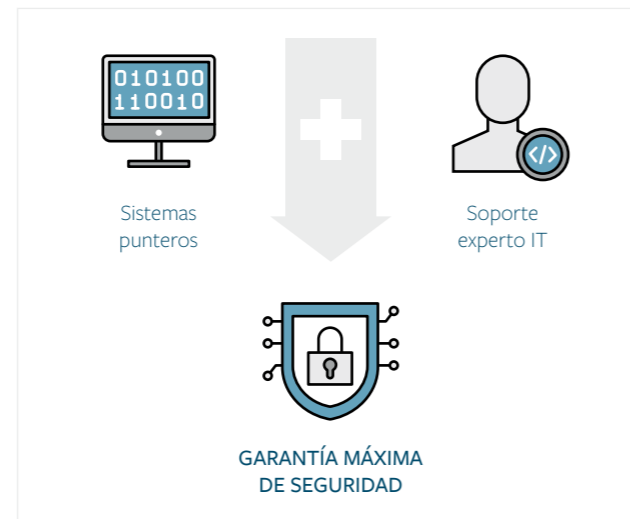 010100
110010
</>
Sistemas
punteros
Soporte
experto IT
GARANTÍA MÁXIMA
DE SEGURIDAD